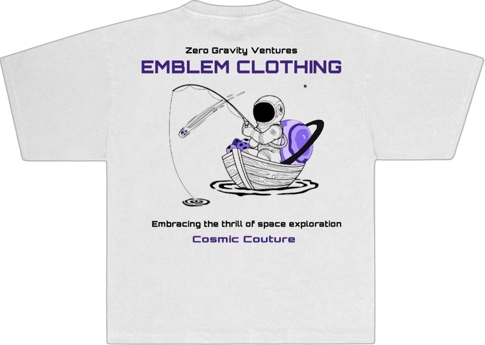 Zero Gravity Ventures
EMBLEM CLOTHING
Embracing the thrill of space exploration
Cosmic Couture